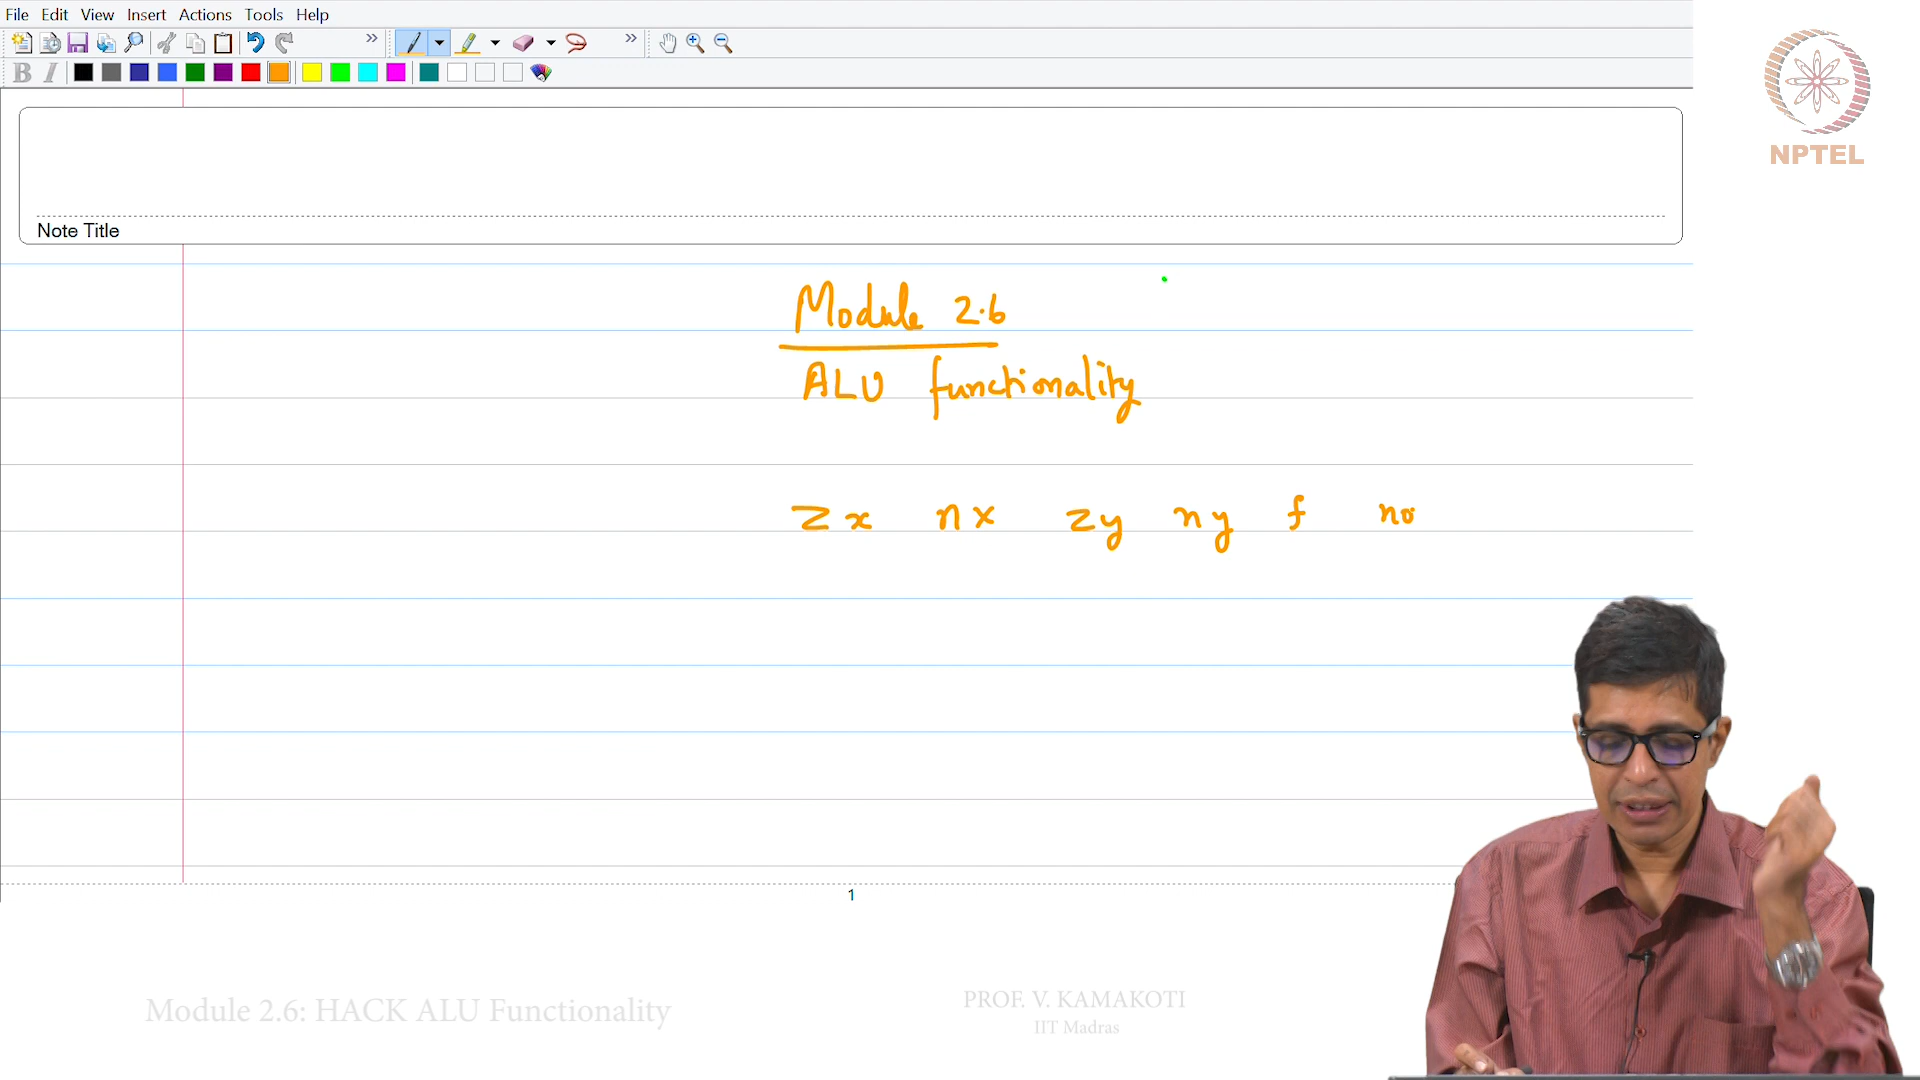 File Edit View Insert Actions Tools Help
NPTEL
Note Title
Module 2.6
ALU functionality
zx nx zy ny f no
1
Module 2.6: HACK ALU Functionality
PROF. V. KAMAKOTI
IIT Madras